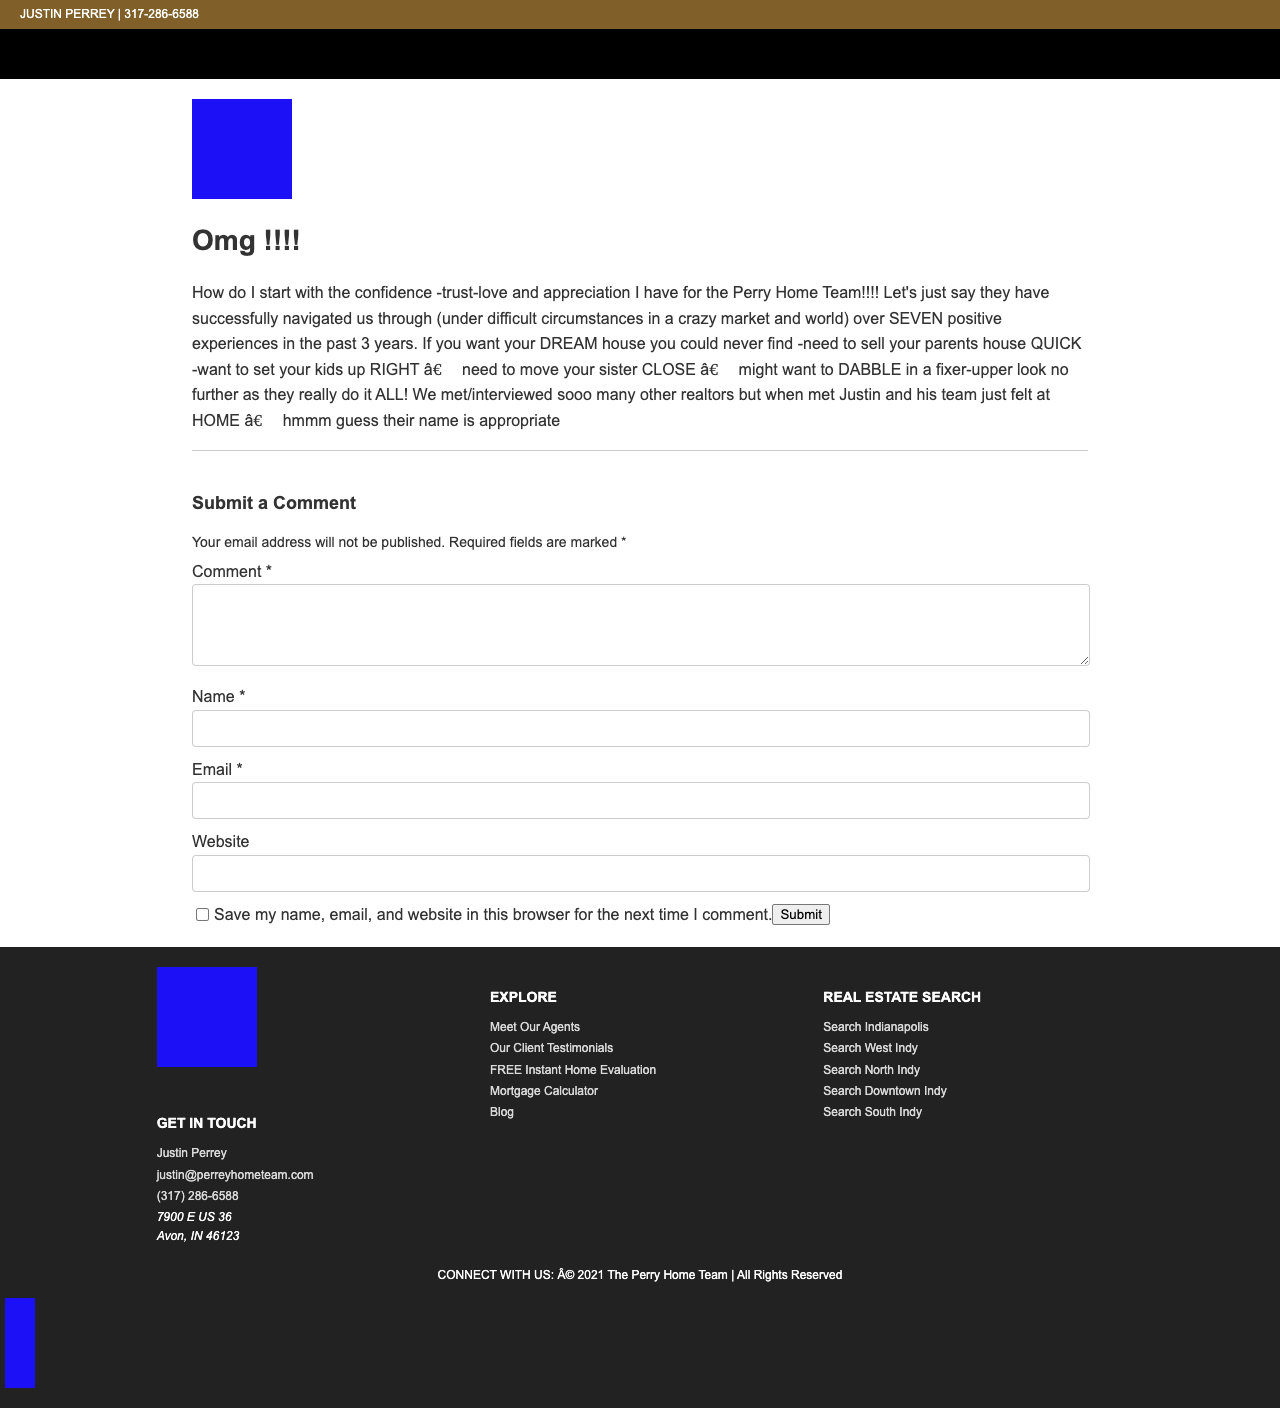 JUSTIN PERREY | 317-286-6588
Omg !!!!
How do I start with the confidence -trust-love and appreciation I have for the Perry Home Team!!!! Let's just say they have
successfully navigated us through (under difficult circumstances in a crazy market and world) over SEVEN positive
experiences in the past 3 years. If you want your DREAM house you could never find -need to sell your parents house QUICK
-want to set your kids up RIGHT â€ need to move your sister CLOSE â€ might want to DABBLE in a fixer-upper look no
further as they really do it ALL! We met/interviewed sooo many other realtors but when met Justin and his team just felt at
HOME â€ hmmm guess their name is appropriate
Submit a Comment
Your email address will not be published. Required fields are marked *
Comment *
Name *
Email *
Website
Save my name, email, and website in this browser for the next time I comment. Submit
GET IN TOUCH
Justin Perrey
justin@perreyhometeam.com
(317) 286-6588
7900 E US 36
Avon, IN 46123
EXPLORE
Meet Our Agents
Our Client Testimonials
FREE Instant Home Evaluation
Mortgage Calculator
Blog
REAL ESTATE SEARCH
Search Indianapolis
Search West Indy
Search North Indy
Search Downtown Indy
Search South Indy
CONNECT WITH US: Â© 2021 The Perry Home Team | All Rights Reserved